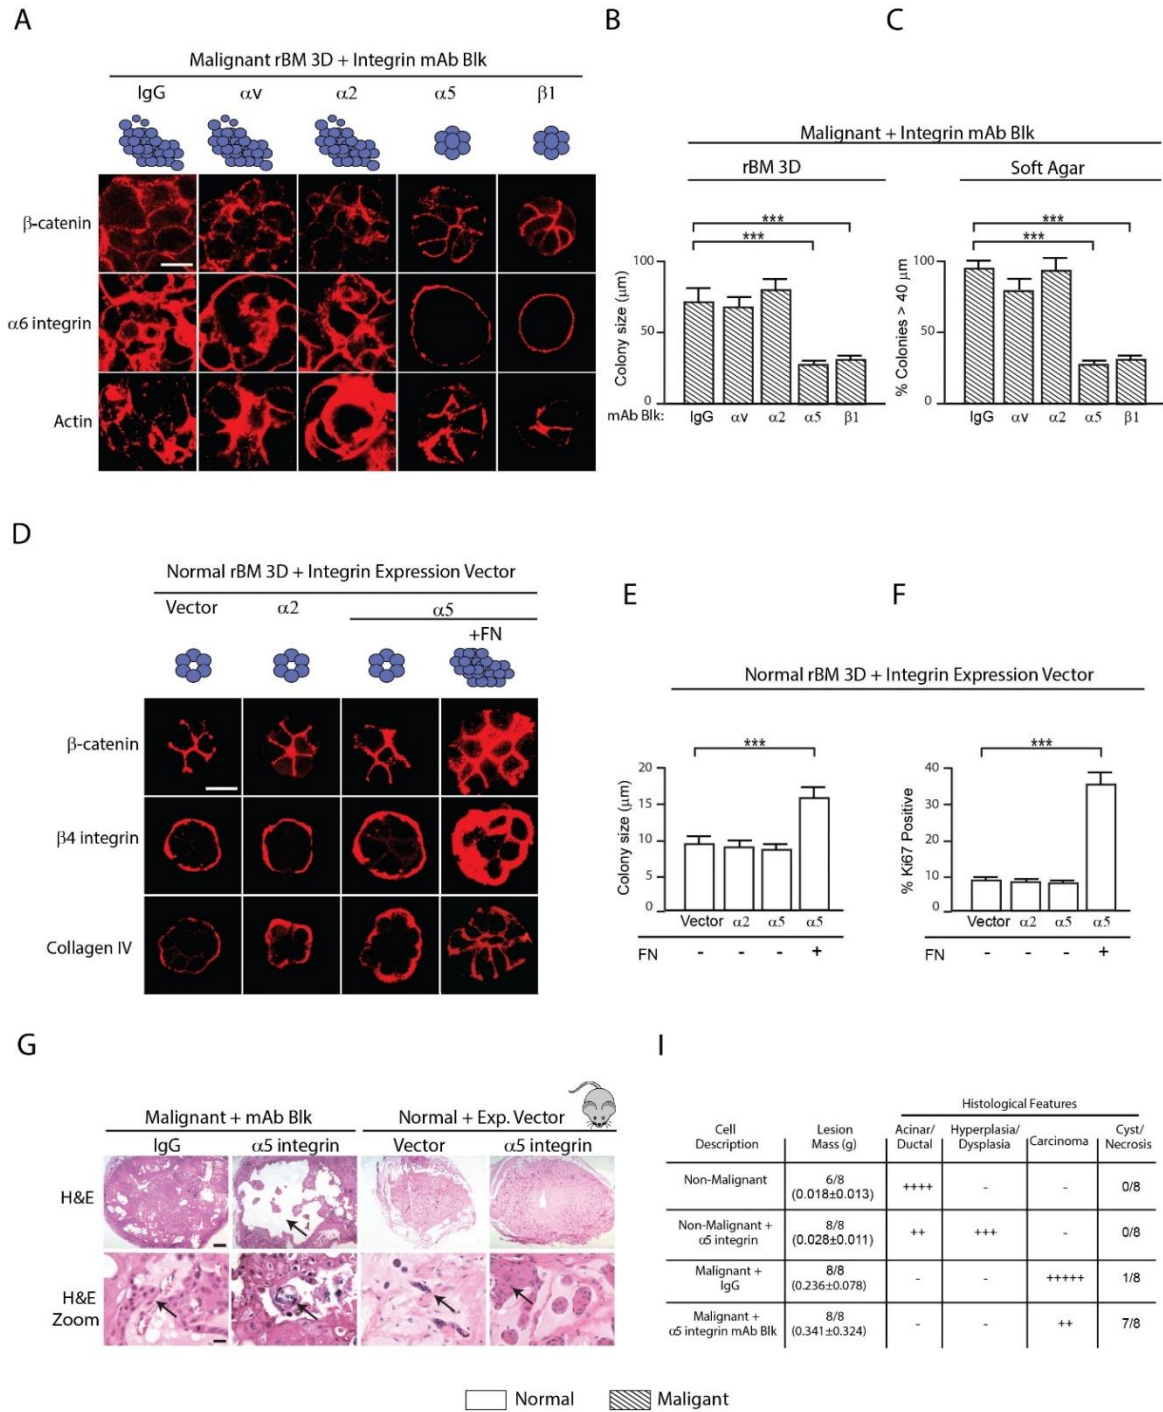 A
Malignant rBM 3D + Integrin mAb Blk
IgG αv α2 α5 β1
β-catenin
α6 integrin
Actin
B
C
Malignant + Integrin mAb Blk
rBM 3D Soft Agar
***
***
100
50
0
Colony size (μm)
mAb Blk: IgG αv α2 α5 β1
***
***
100
50
0
% Colonies > 40 μm
IgG αv α2 α5 β1
D
Normal rBM 3D + Integrin Expression Vector
Vector α2 α5
+FN
β-catenin
β4 integrin
Collagen IV
E
F
Normal rBM 3D + Integrin Expression Vector
***
20
15
10
5
0
Colony size (μm)
Vector α2 α5 α5
FN - - - +
***
40
30
20
10
0
% Ki67 Positive
Vector α2 α5 α5
FN - - - +
G
Malignant + mAb Blk Normal + Exp. Vector
IgG α5 integrin Vector α5 integrin
H&E
H&E
Zoom
I
Histological Features
Cell Description Lesion Mass (g) Acinar/ Ductal Hyperplasia/ Dysplasia Carcinoma Cyst/ Necrosis
Non-Malignant 6/8 (0.018±0.013) ++++ - - 0/8
Non-Malignant + α5 integrin 8/8 (0.028±0.011) ++ +++ - 0/8
Malignant + IgG 8/8 (0.236±0.078) - - +++++ 1/8
Malignant + α5 integrin mAb Blk 8/8 (0.341±0.324) - - ++ 7/8
Normal Maligant